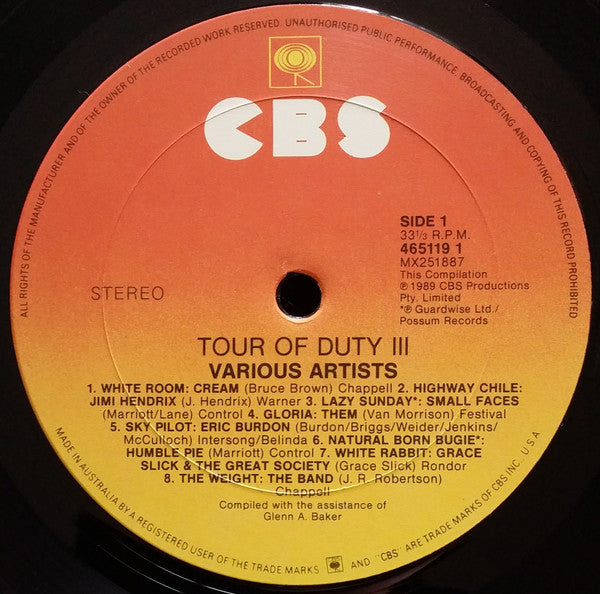 ALL RIGHTS OF THE MANUFACTURER AND OF THE OWNER OF THE RECORDED WORK RESERVED. UNAUTHORISED PUBLIC PERFORMANCE, BROADCASTING AND COPYING OF THIS RECORD PROHIBITED
CBS
SIDE 1
33 1/3 R.P.M.
465119 1
MX251887
This Compilation
℗ 1989 CBS Productions
Pty. Limited
*℗ Guardwise Ltd./
Possum Records
STEREO
TOUR OF DUTY III
VARIOUS ARTISTS
1. WHITE ROOM: CREAM (Bruce Brown) Chappell 2. HIGHWAY CHILE:
JIMI HENDRIX (J. Hendrix) Warner 3. LAZY SUNDAY*: SMALL FACES
(Marriott/Lane) Control 4. GLORIA: THEM (Van Morrison) Festival
5. SKY PILOT: ERIC BURDON (Burdon/Briggs/Weider/Jenkins/
McCulloch) Intersong/Belinda 6. NATURAL BORN BUGIE*:
HUMBLE PIE (Marriott) Control 7. WHITE RABBIT: GRACE
SLICK & THE GREAT SOCIETY (Grace Slick) Rondor
8. THE WEIGHT: THE BAND (J. R. Robertson)
Chappell
Compiled with the assistance of
Glenn A. Baker
MADE IN AUSTRALIA BY A REGISTERED USER OF THE TRADE MARKS AND "CBS" ARE TRADE MARKS OF CBS INC. U.S.A